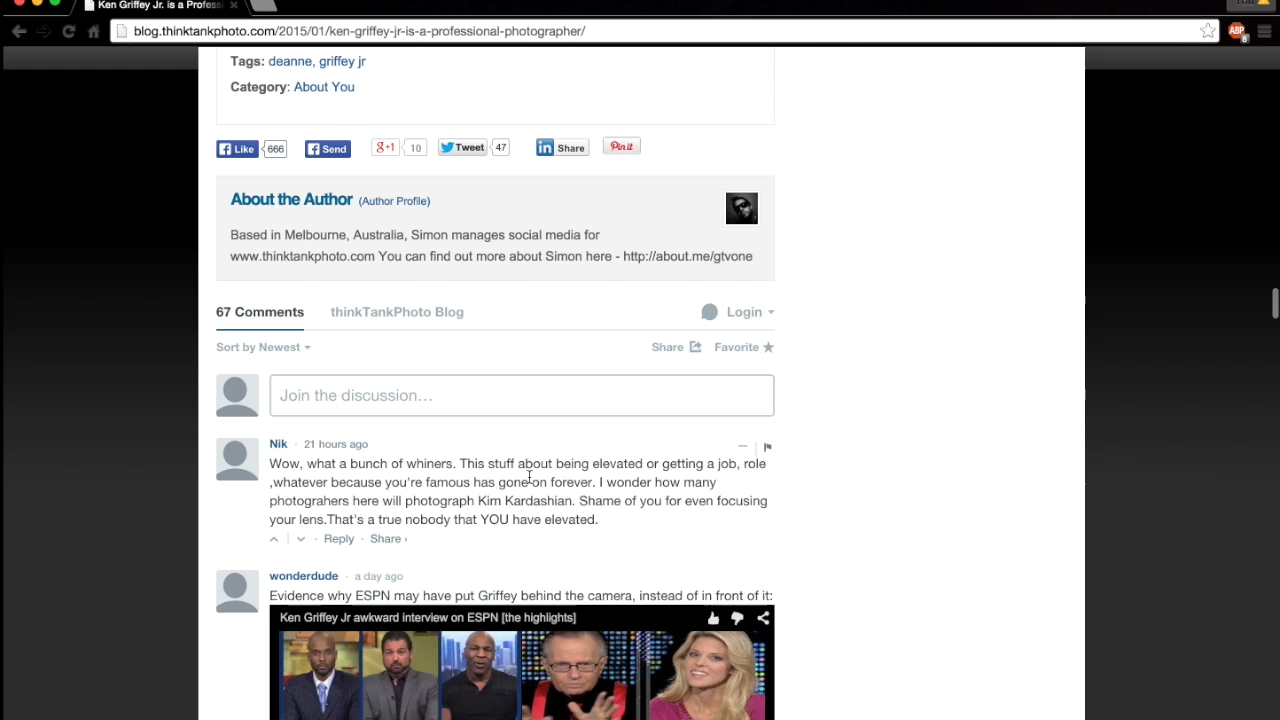 Ken Griffey Jr. is a Profess
blog.thinktankphoto.com/2015/01/ken-griffey-jr-is-a-professional-photographer/
ABP
8
Tags: deanne, griffey jr
Category: About You
Like 666 Send g+1 10 Tweet 47 in Share Pin it
About the Author (Author Profile)
Based in Melbourne, Australia, Simon manages social media for
www.thinktankphoto.com You can find out more about Simon here - http://about.me/gtvone
67 Comments thinkTankPhoto Blog Login
Sort by Newest Share Favorite
Join the discussion…
Nik · 21 hours ago
Wow, what a bunch of whiners. This stuff about being elevated or getting a job, role
,whatever because you're famous has gone on forever. I wonder how many
photograhers here will photograph Kim Kardashian. Shame of you for even focusing
your lens.That's a true nobody that YOU have elevated.
Reply · Share ›
wonderdude · a day ago
Evidence why ESPN may have put Griffey behind the camera, instead of in front of it:
Ken Griffey Jr awkward interview on ESPN [the highlights]